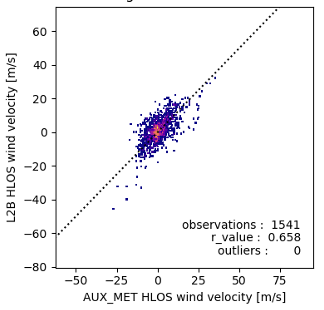 L2B HLOS wind velocity [m/s]
60
40
20
0
−20
−40
−60
−80
observations : 1541
r_value : 0.658
outliers : 0
−50
−25
0
25
50
75
AUX_MET HLOS wind velocity [m/s]